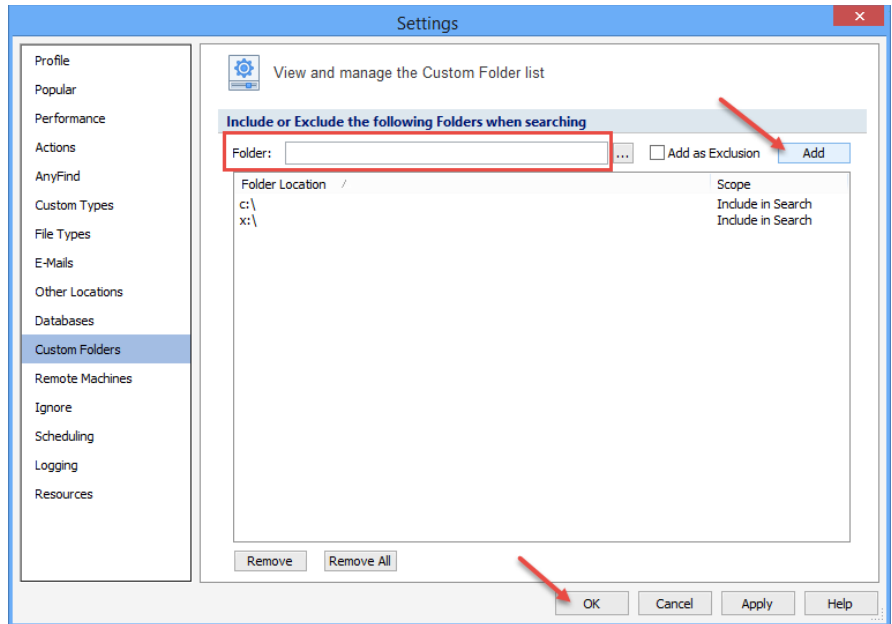 Settings
Profile
Popular
Performance
Actions
AnyFind
Custom Types
File Types
E-Mails
Other Locations
Databases
Custom Folders
Remote Machines
Ignore
Scheduling
Logging
Resources
View and manage the Custom Folder list
Include or Exclude the following Folders when searching
Folder: ... Add as Exclusion Add
Folder Location Scope
c:\ Include in Search
x:\ Include in Search
Remove Remove All
OK Cancel Apply Help